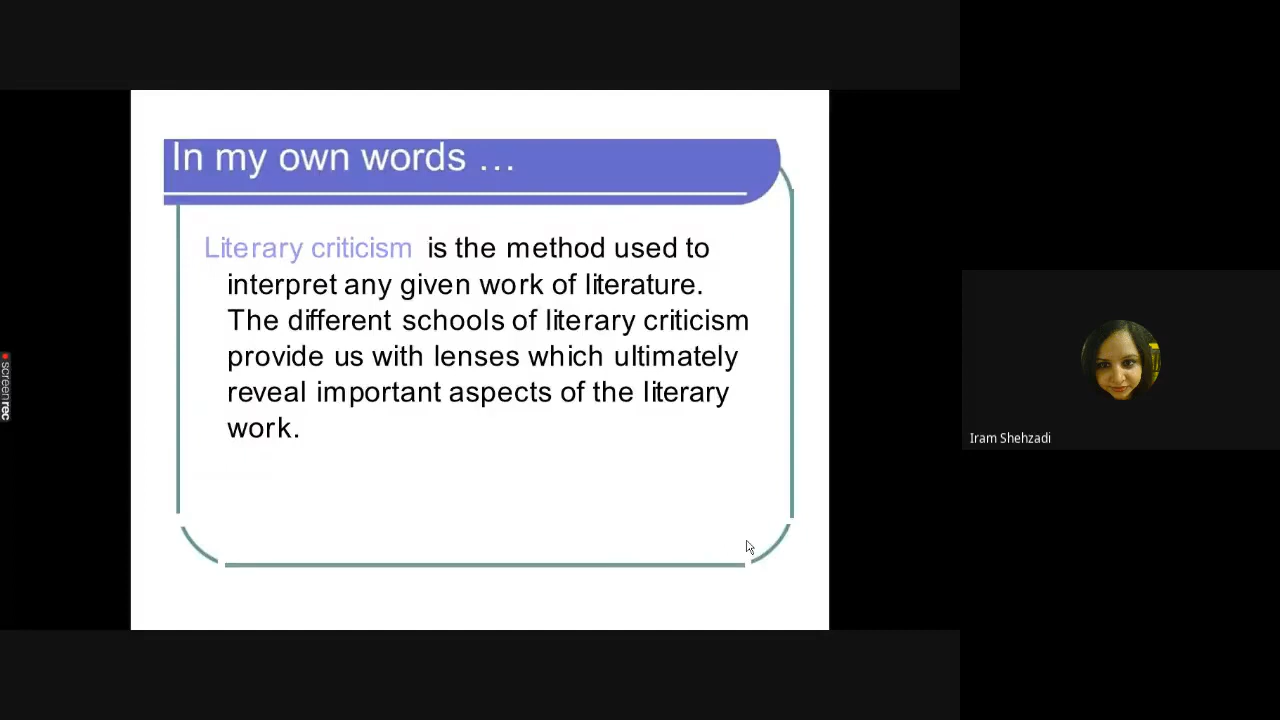 In my own words …
Literary criticism is the method used to
interpret any given work of literature.
The different schools of literary criticism
provide us with lenses which ultimately
reveal important aspects of the literary
work.
Iram Shehzadi
screenrec